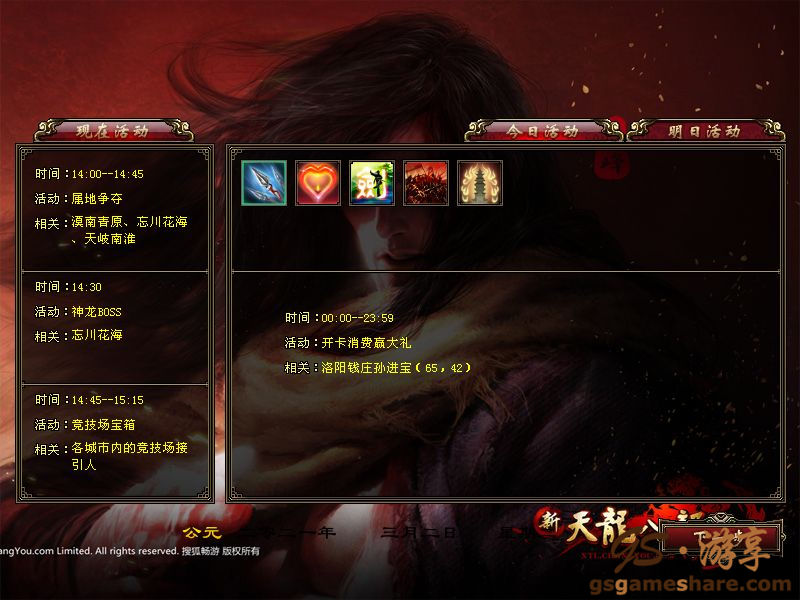 现在活动
今日活动
明日活动
时间：14:00--14:45
活动：属地争夺
相关：漠南青原、忘川花海
、天岐南淮
时间：14:30
活动：神龙BOSS
相关：忘川花海
时间：14:45--15:15
活动：竞技场宝箱
相关：各城市内的竞技场接
引人
时间：00:00--23:59
活动：开卡消费赢大礼
相关：洛阳钱庄孙进宝（65，42）
公元
二一年
三月二日
新天龍八部
angYou.com Limited. All rights reserved. 搜狐畅游 版权所有
GS·游享
gsgameshare.com